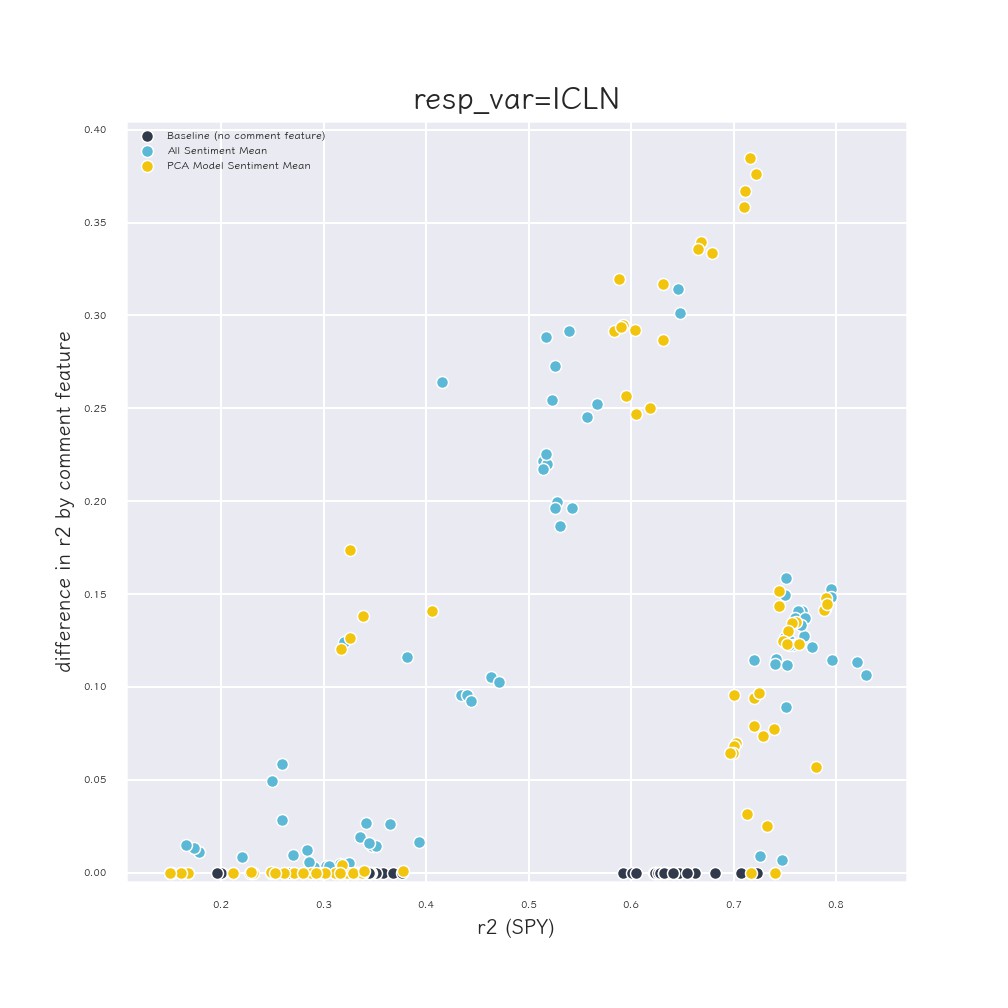 resp_var=ICLN
Baseline (no comment feature)
All Sentiment Mean
PCA Model Sentiment Mean
0.40
0.35
0.30
0.25
0.20
0.15
0.10
0.05
0.00
difference in r2 by comment feature
0.2 0.3 0.4 0.5 0.6 0.7 0.8
r2 (SPY)